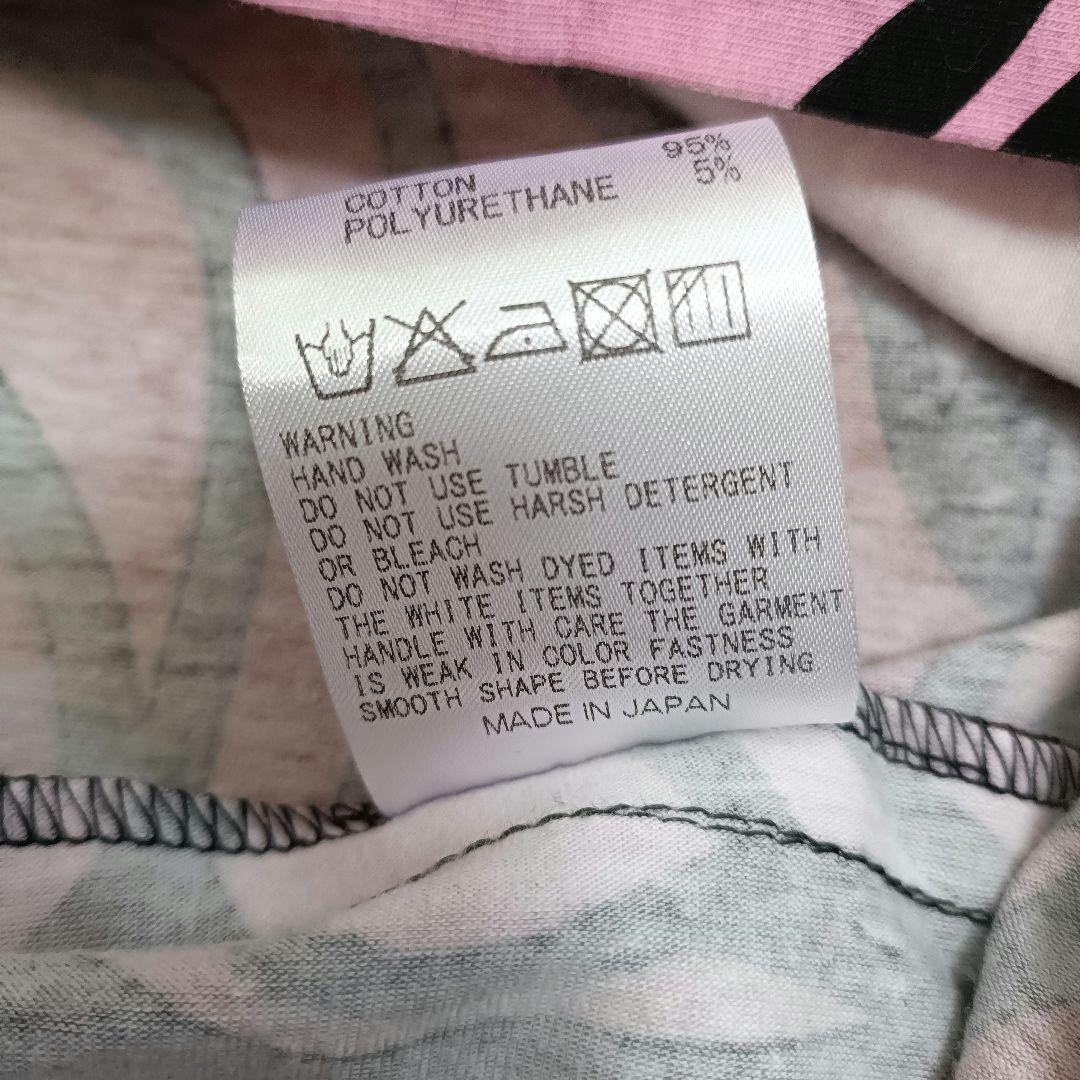 COTTON 95%
POLYURETHANE 5%
WARNING
HAND WASH
DO NOT USE TUMBLE
DO NOT USE HARSH DETERGENT
OR BLEACH
DO NOT WASH DYED ITEMS WITH
THE WHITE ITEMS TOGETHER
HANDLE WITH CARE THE GARMENT
IS WEAK IN COLOR FASTNESS
SMOOTH SHAPE BEFORE DRYING
MADE IN JAPAN